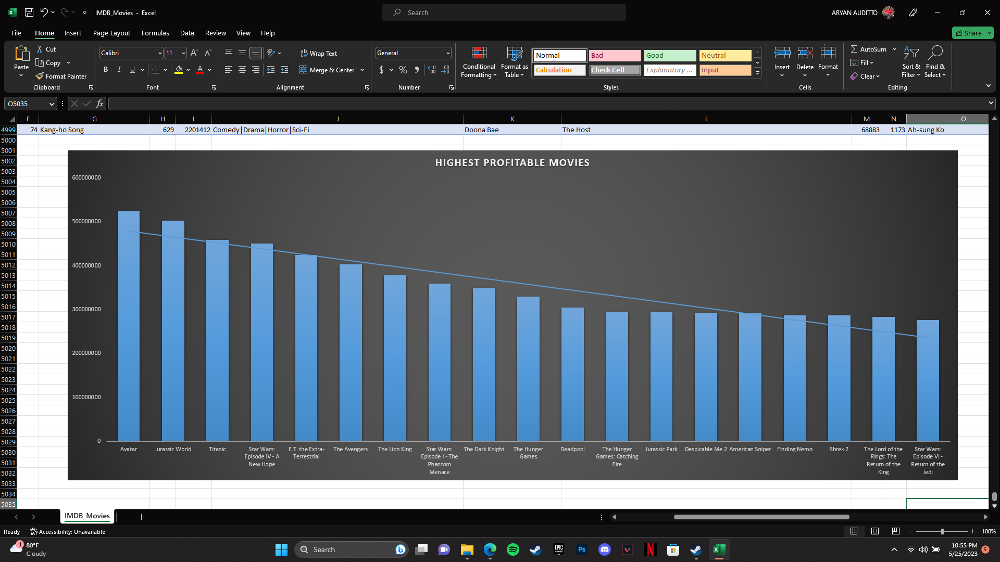 IMDB_Movies - Excel
Search
ARYAN AUDITTO
File Home Insert Page Layout Formulas Data Review View Help
Share
Paste
Cut
Copy
Format Painter
Clipboard
Calibri 11
B I U
Font
Wrap Text
Merge & Center
Alignment
General
$ % ,
Number
Conditional
Formatting
Format as
Table
Normal Bad Good Neutral
Calculation Check Cell Explanatory ... Input
Styles
Insert Delete Format
Cells
AutoSum
Fill
Clear
Sort &
Filter
Find &
Select
Editing
O5035
fx
F G H I J K L M N O
4999 74 Kang-ho Song 629 2201412 Comedy|Drama|Horror|Sci-Fi Doona Bae The Host 68883 1173 Ah-sung Ko
5000
5001
5002
5003
5004
5005
5006
5007
5008
5009
5010
5011
5012
5013
5014
5015
5016
5017
5018
5019
5020
5021
5022
5023
5024
5025
5026
5027
5028
5029
5030
5031
5032
5033
5034
5035
HIGHEST PROFITABLE MOVIES
600000000
500000000
400000000
300000000
200000000
100000000
0
Avatar
Jurassic World
Titanic
Star Wars:
Episode IV - A
New Hope
E.T. the Extra-
Terrestrial
The Avengers
The Lion King
Star Wars:
Episode I - The
Phantom
Menace
The Dark Knight
The Hunger
Games
Deadpool
The Hunger
Games: Catching
Fire
Jurassic Park
Despicable Me 2
American Sniper
Finding Nemo
Shrek 2
The Lord of the
Rings: The
Return of the
King
Star Wars:
Episode VI -
Return of the
Jedi
IMDB_Movies
Ready
Accessibility: Unavailable
100%
1
80°F
Cloudy
Search
EPIC
GAMES
Ps
N
10:55 PM
5/25/2023
5